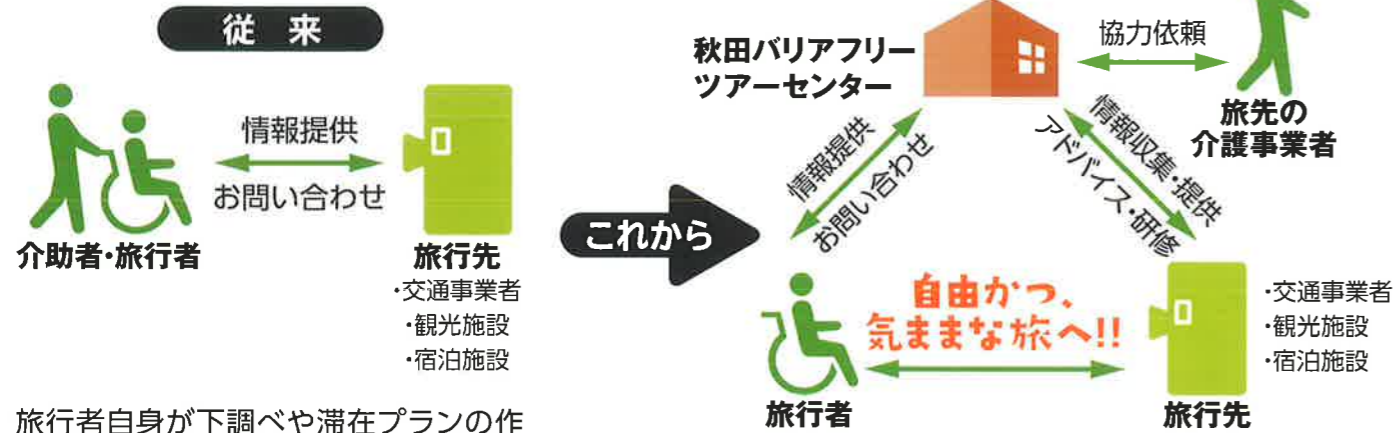 従来
情報提供
お問い合わせ
介助者・旅行者
旅行先
・交通事業者
・観光施設
・宿泊施設
旅行者自身が下調べや滞在プランの作
これから
秋田バリアフリー
ツアーセンター
協力依頼
旅先の
介護事業者
情報提供
お問い合わせ
情報収集・提供
アドバイス・研修
自由かつ、
気ままな旅へ!!
旅行者
旅行先
・交通事業者
・観光施設
・宿泊施設